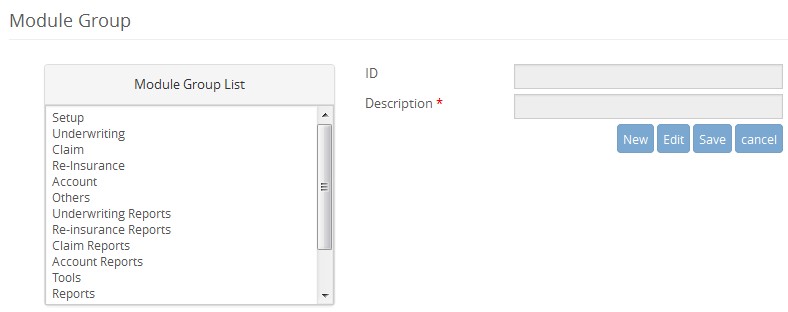 Module Group
Module Group List
Setup
Underwriting
Claim
Re-Insurance
Account
Others
Underwriting Reports
Re-insurance Reports
Claim Reports
Account Reports
Tools
Reports
ID
Description *
New Edit Save cancel